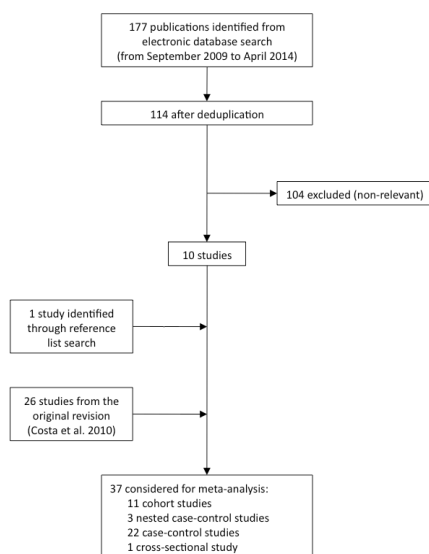 177 publications identified from
electronic database search
(from September 2009 to April 2014)
114 after deduplication
104 excluded (non-relevant)
10 studies
1 study identified
through reference
list search
26 studies from the
original revision
(Costa et al. 2010)
37 considered for meta-analysis:
11 cohort studies
3 nested case-control studies
22 case-control studies
1 cross-sectional study